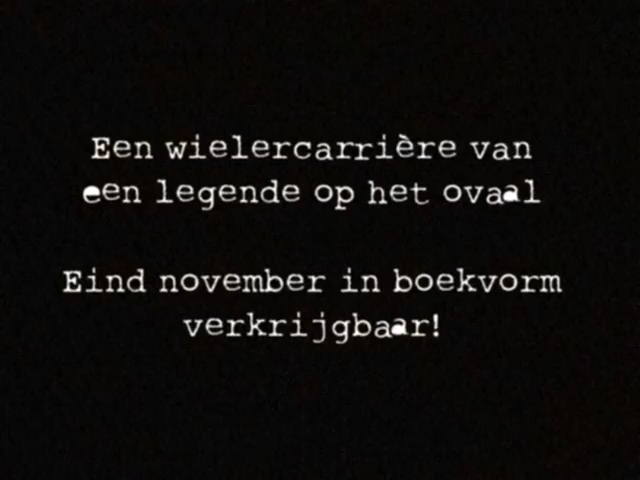 Een wielercarrière van
een legende op het ovaal
Eind november in boekvorm
verkrijgbaar!